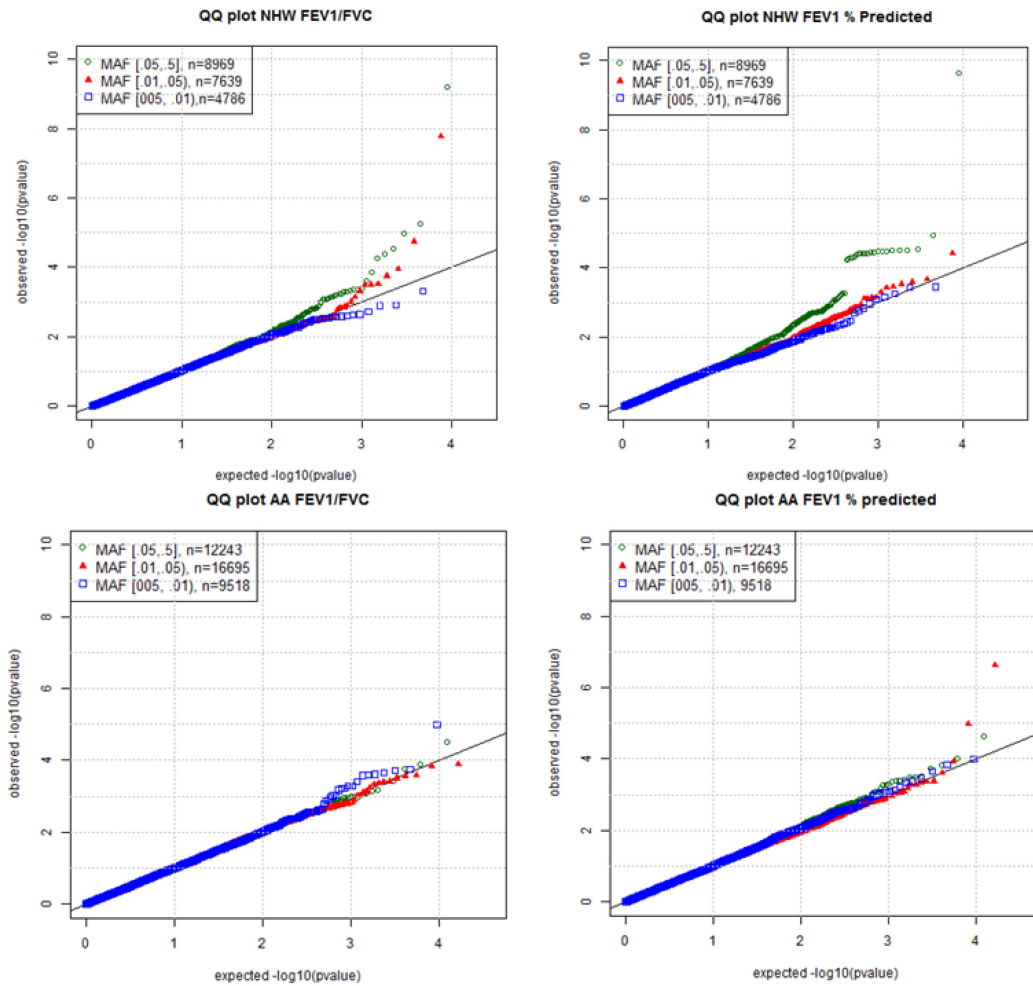 QQ plot NHW FEV1/FVC
MAF [.05,.5], n=8969
MAF [.01,.05), n=7639
MAF [005, .01),n=4786
observed -log10(pvalue)
10
8
6
4
2
0
0 1 2 3 4
expected -log10(pvalue)
QQ plot NHW FEV1 % Predicted
MAF [.05,.5], n=8969
MAF [.01,.05), n=7639
MAF [005, .01),n=4786
observed -log10(pvalue)
10
8
6
4
2
0
0 1 2 3 4
expected -log10(pvalue)
QQ plot AA FEV1/FVC
MAF [.05,.5], n=12243
MAF [.01,.05), n=16695
MAF [005, .01), n=9518
observed -log10(pvalue)
10
8
6
4
2
0
0 1 2 3 4
expected -log10(pvalue)
QQ plot AA FEV1 % predicted
MAF [.05,.5], n=12243
MAF [.01,.05), n=16695
MAF [005, .01), 9518
observed -log10(pvalue)
10
8
6
4
2
0
0 1 2 3 4
expected -log10(pvalue)